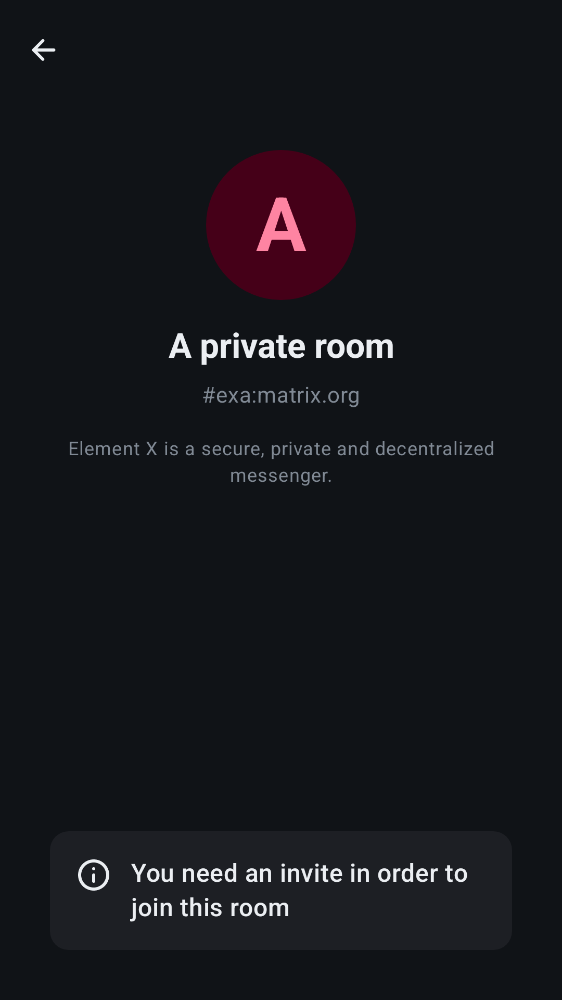 A
A private room
#exa:matrix.org
Element X is a secure, private and decentralized
messenger.
You need an invite in order to
join this room